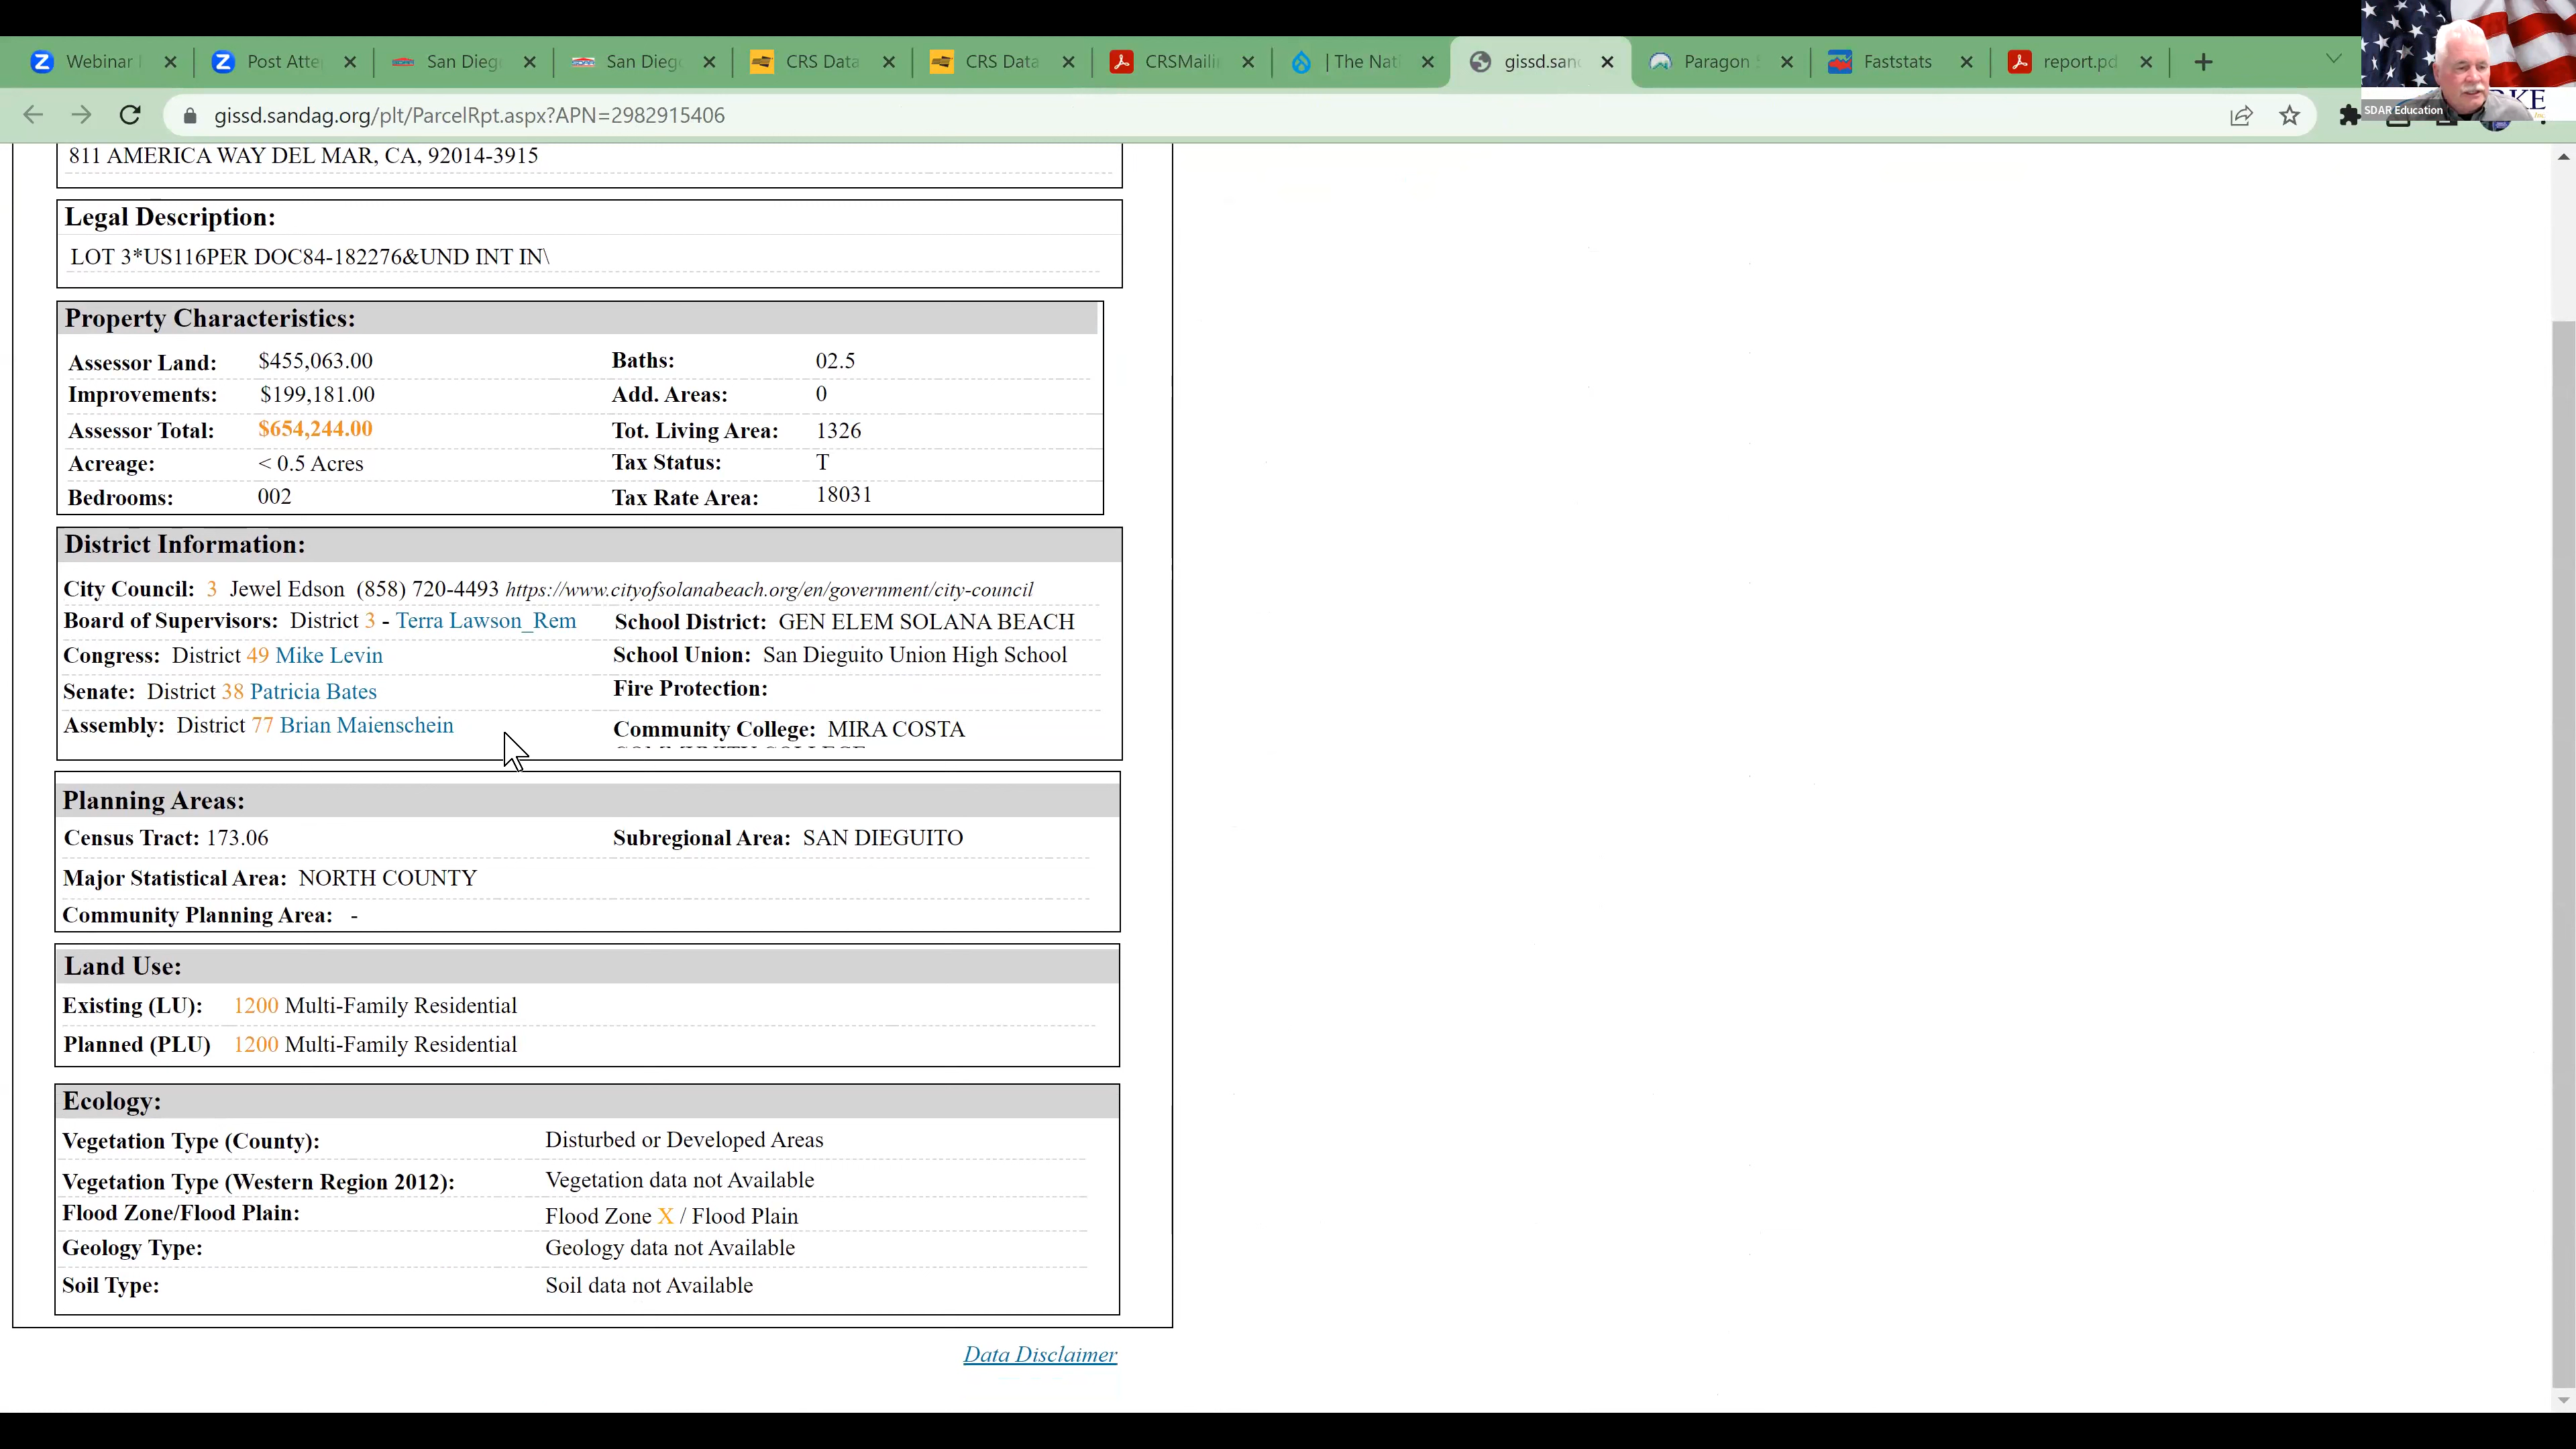 Webinar
Post Atte
San Dieg
San Dieg
CRS Data
CRS Data
CRSMaili
| The Nat
gissd.san
Paragon
Faststats
report.pd
gissd.sandag.org/plt/ParcelRpt.aspx?APN=2982915406
SDAR Education
811 AMERICA WAY DEL MAR, CA, 92014-3915
Legal Description:
LOT 3*US116PER DOC84-182276&UND INT IN\
Property Characteristics:
Assessor Land: $455,063.00 Baths: 02.5
Improvements: $199,181.00 Add. Areas: 0
Assessor Total: $654,244.00 Tot. Living Area: 1326
Acreage: < 0.5 Acres Tax Status: T
Bedrooms: 002 Tax Rate Area: 18031
District Information:
City Council: 3 Jewel Edson (858) 720-4493 https://www.cityofsolanabeach.org/en/government/city-council
Board of Supervisors: District 3 - Terra Lawson_Rem School District: GEN ELEM SOLANA BEACH
Congress: District 49 Mike Levin School Union: San Dieguito Union High School
Senate: District 38 Patricia Bates Fire Protection:
Assembly: District 77 Brian Maienschein Community College: MIRA COSTA
Planning Areas:
Census Tract: 173.06 Subregional Area: SAN DIEGUITO
Major Statistical Area: NORTH COUNTY
Community Planning Area: -
Land Use:
Existing (LU): 1200 Multi-Family Residential
Planned (PLU) 1200 Multi-Family Residential
Ecology:
Vegetation Type (County): Disturbed or Developed Areas
Vegetation Type (Western Region 2012): Vegetation data not Available
Flood Zone/Flood Plain: Flood Zone X / Flood Plain
Geology Type: Geology data not Available
Soil Type: Soil data not Available
Data Disclaimer